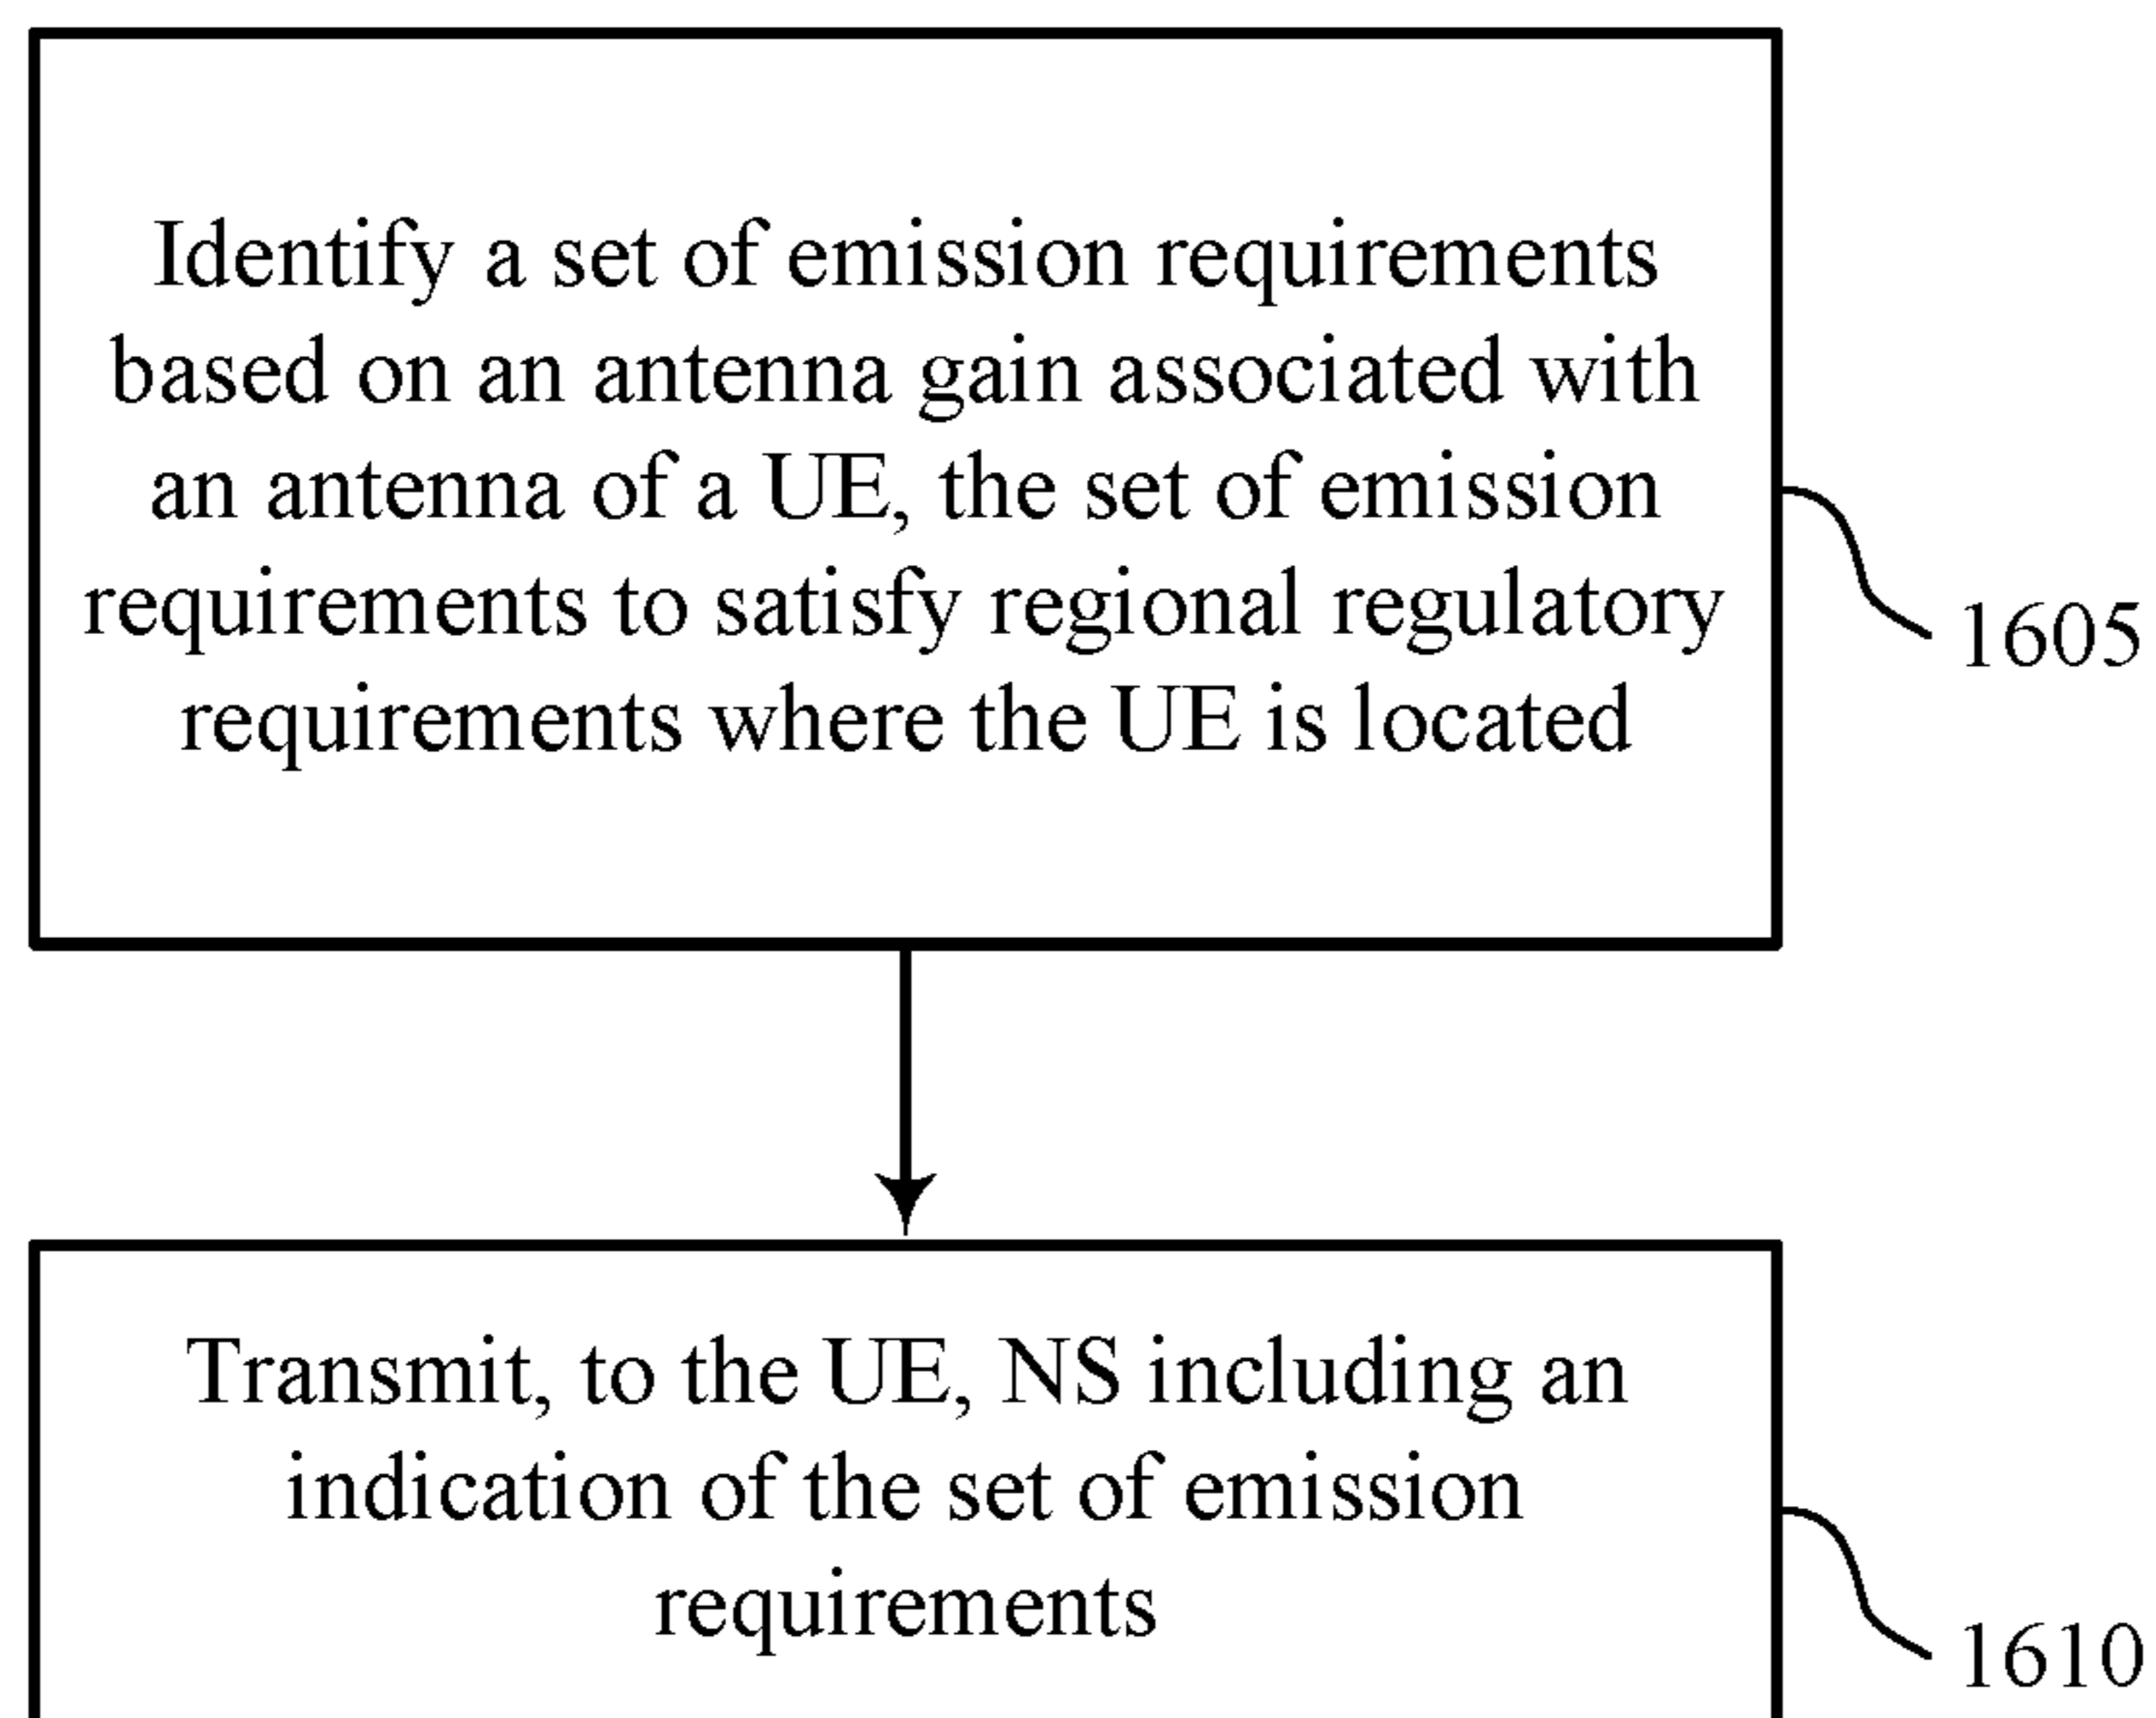 Identify a set of emission requirements
based on an antenna gain associated with
an antenna of a UE, the set of emission
requirements to satisfy regional regulatory
requirements where the UE is located
1605
Transmit, to the UE, NS including an
indication of the set of emission
requirements
1610